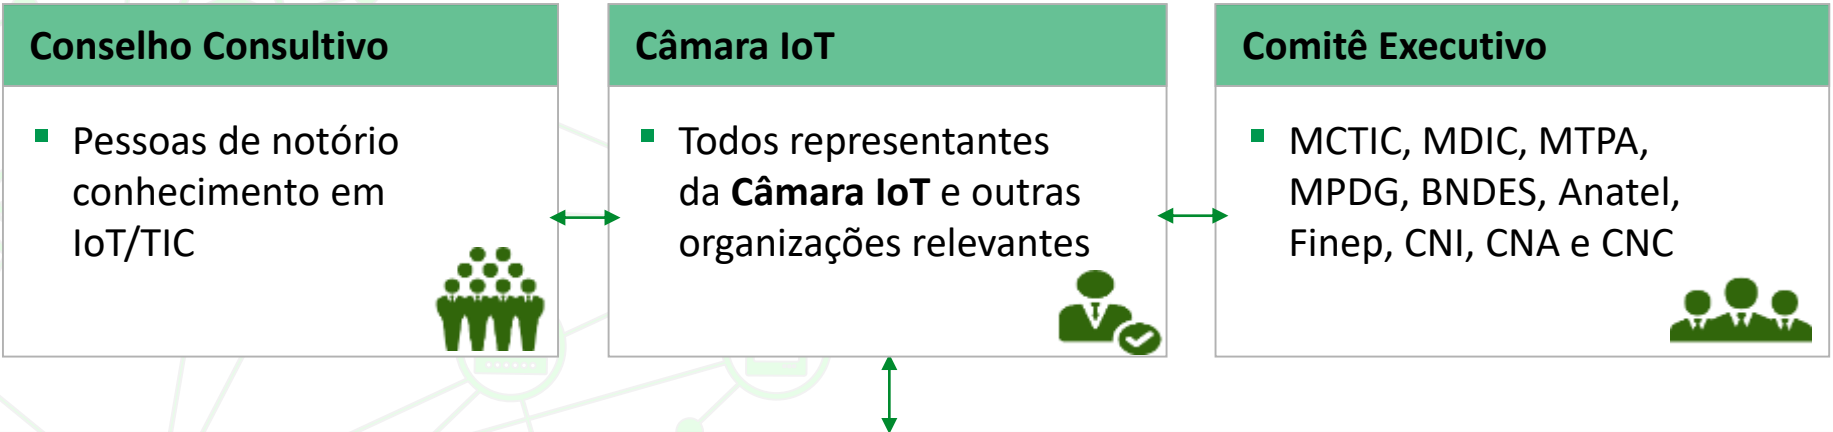 Conselho Consultivo
▪ Pessoas de notório
conhecimento em
IoT/TIC
Câmara IoT
▪ Todos representantes
da Câmara IoT e outras
organizações relevantes
Comitê Executivo
▪ MCTIC, MDIC, MTPA,
MPDG, BNDES, Anatel,
Finep, CNI, CNA e CNC